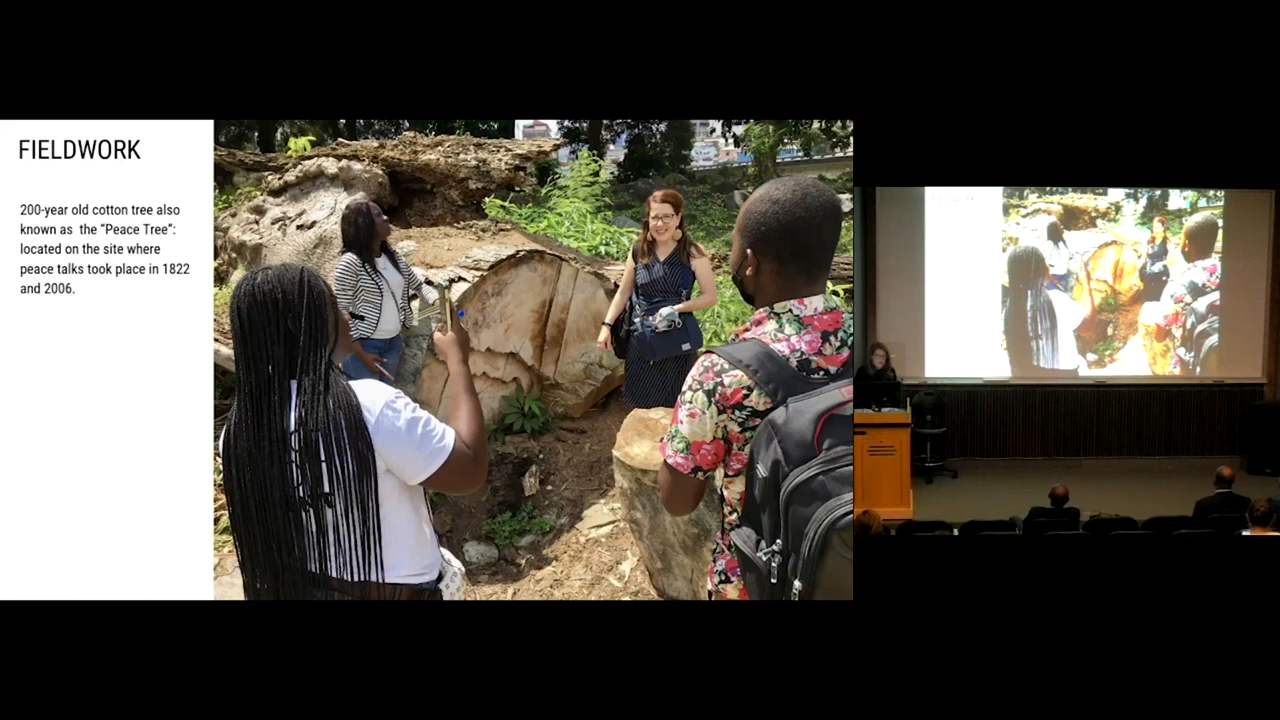 FIELDWORK
200-year old cotton tree also
known as the “Peace Tree”:
located on the site where
peace talks took place in 1822
and 2006.